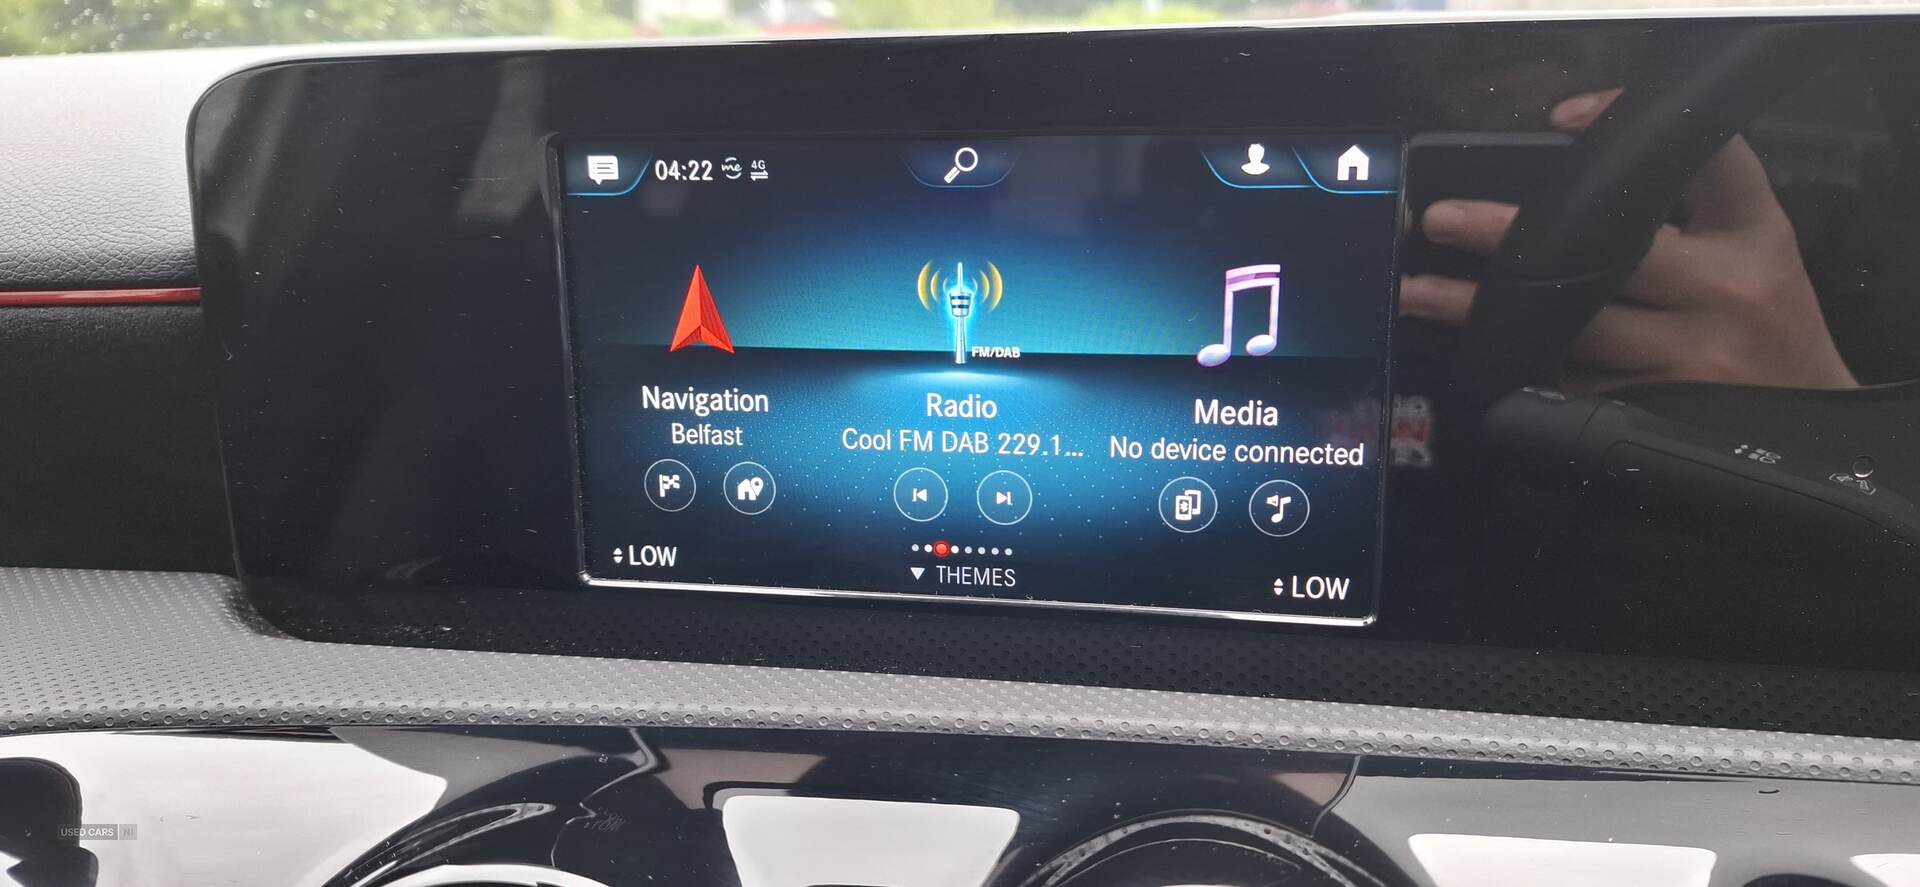 04:22 me 4G
FM/DAB
Navigation
Belfast
Radio
Cool FM DAB 229.1...
Media
No device connected
LOW
THEMES
LOW
USED CARS NI